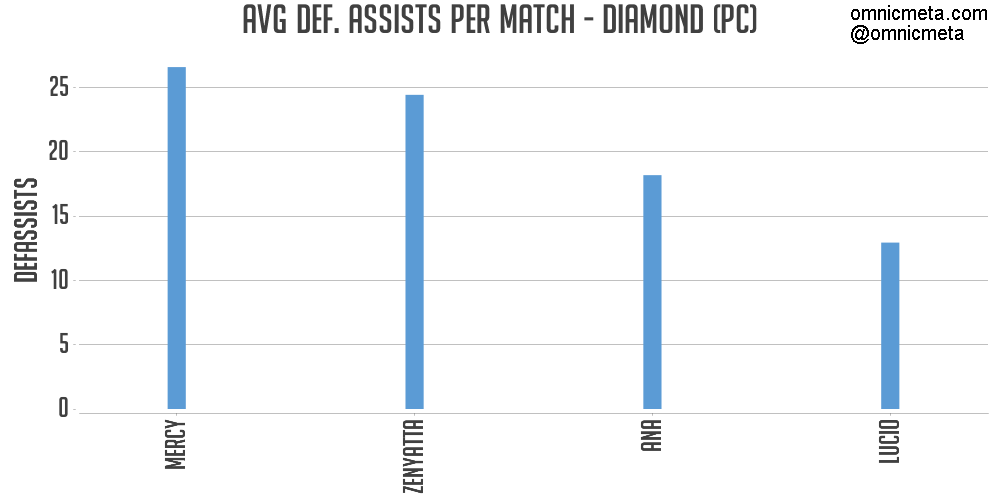 AVG DEF. ASSISTS PER MATCH - DIAMOND (PC)
omnicmeta.com
@omnicmeta
DEFASSISTS
25
20
15
10
5
0
MERCY
ZENYATTA
ANA
LUCIO